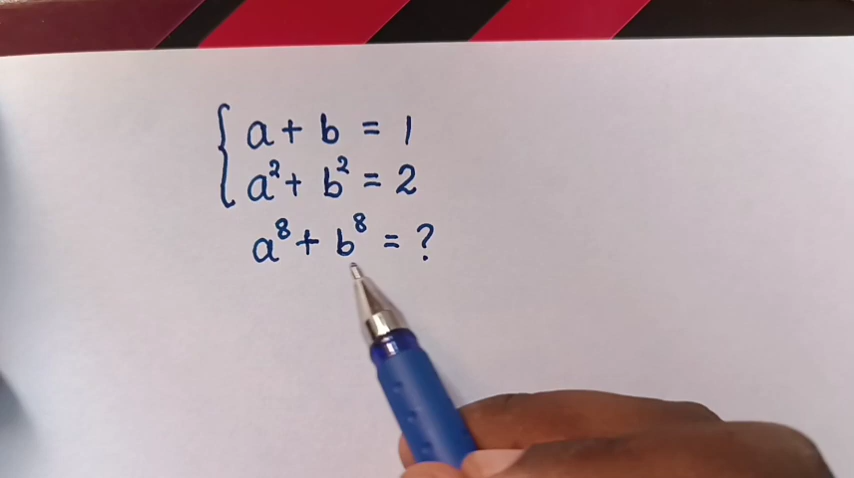 a + b = 1
a² + b² = 2
a⁸ + b⁸ = ?